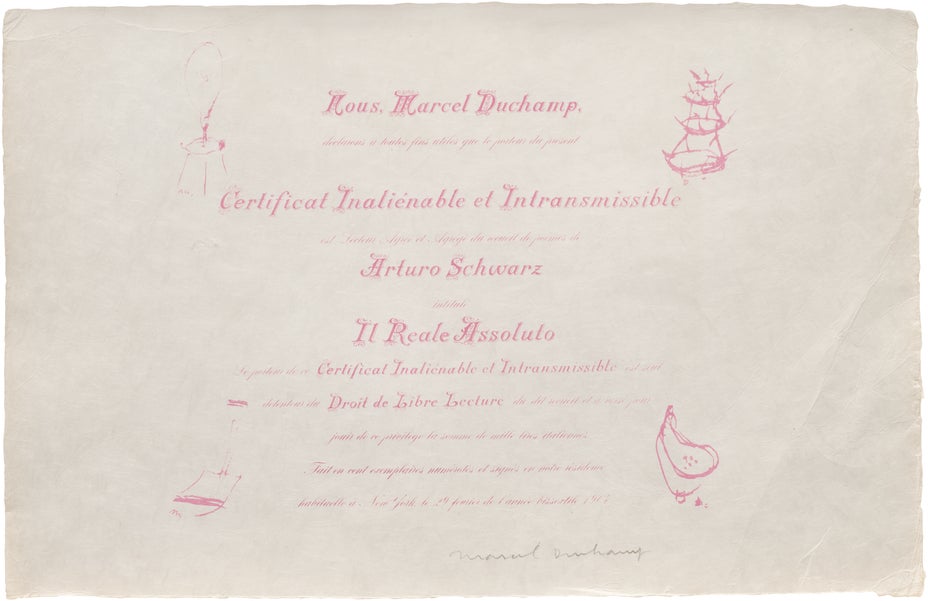 Nous, Marcel Duchamp,
déclarons à toutes fins utiles que le porteur du présent
Certificat Inaliénable et Intransmissible
est Lecteur Agréé et Agrégé du recueil de poèmes de
Arturo Schwarz
intitulé
Il Reale Assoluto
Le porteur de ce Certificat Inaliénable et Intransmissible est seul
détenteur du Droit de Libre Lecture du dit recueil et a versé pour
jouir de ce privilège la somme de mille lires italiennes
Fait en cent exemplaires numérotés et signés en notre résidence
habituelle à New York, le 29 février de l'année bissextile 1964
Marcel Duchamp